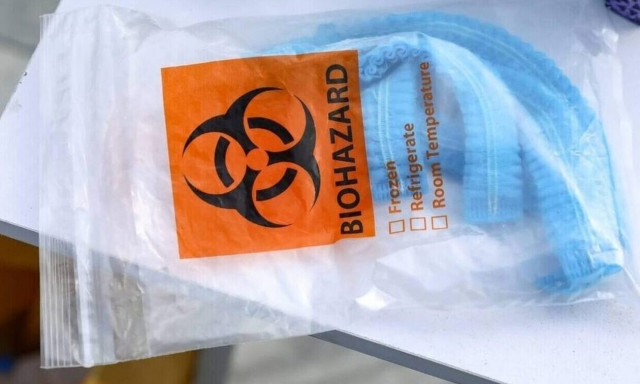 BIOHAZARD
Frozen
Refrigerate
Room Temperature